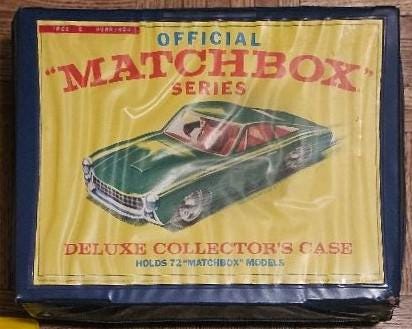 OFFICIAL
"MATCHBOX"
SERIES
DELUXE COLLECTOR'S CASE
HOLDS 72 "MATCHBOX" MODELS